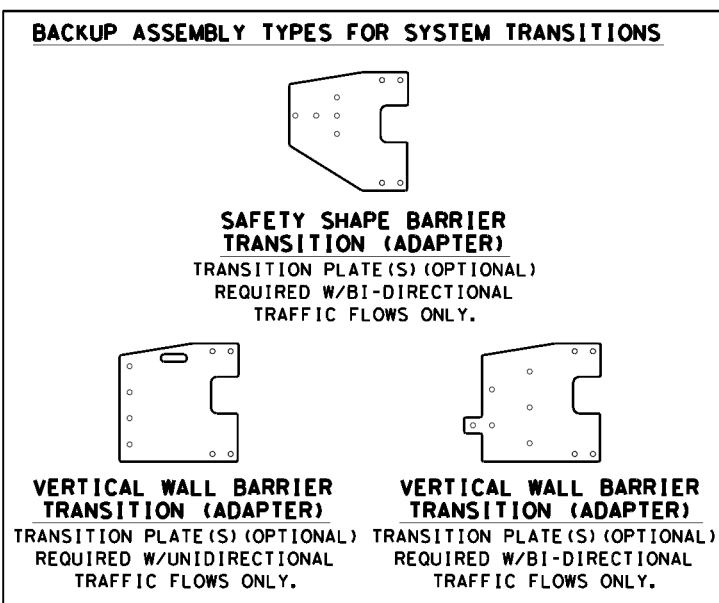 BACKUP ASSEMBLY TYPES FOR SYSTEM TRANSITIONS
SAFETY SHAPE BARRIER
TRANSITION (ADAPTER)
TRANSITION PLATE(S) (OPTIONAL)
REQUIRED W/BI-DIRECTIONAL
TRAFFIC FLOWS ONLY.
VERTICAL WALL BARRIER
TRANSITION (ADAPTER)
TRANSITION PLATE(S) (OPTIONAL)
REQUIRED W/UNIDIRECTIONAL
TRAFFIC FLOWS ONLY.
VERTICAL WALL BARRIER
TRANSITION (ADAPTER)
TRANSITION PLATE(S) (OPTIONAL)
REQUIRED W/BI-DIRECTIONAL
TRAFFIC FLOWS ONLY.